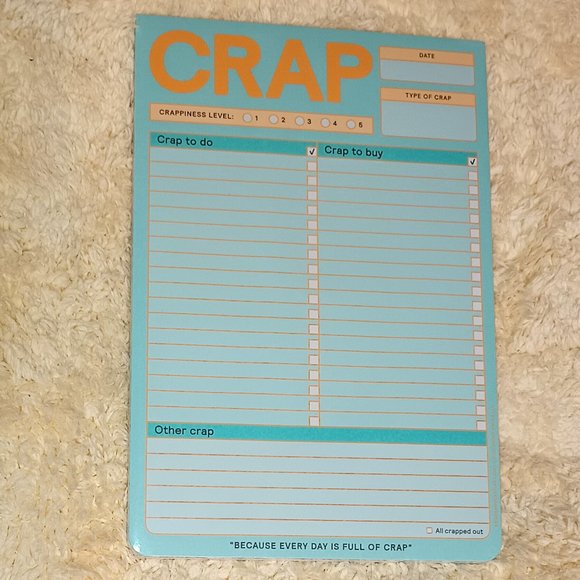 CRAP
DATE
TYPE OF CRAP
CRAPPINESS LEVEL: 1 2 3 4 5
Crap to do
Crap to buy
Other crap
All crapped out
"BECAUSE EVERY DAY IS FULL OF CRAP"